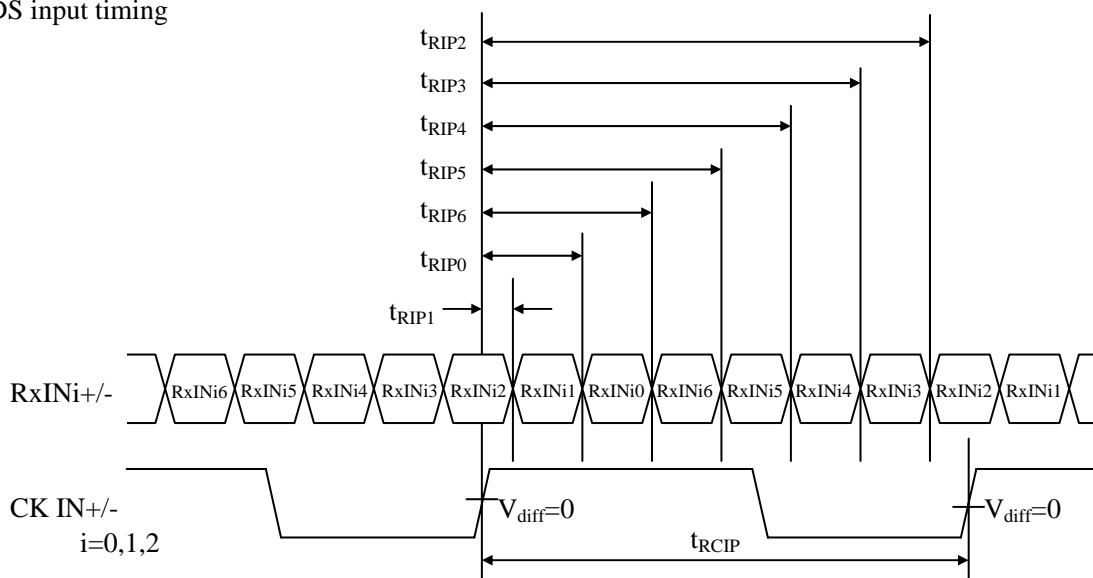 DS input timing
tRIP2
tRIP3
tRIP4
tRIP5
tRIP6
tRIP0
tRIP1
RxINi+/- RxINi6 RxINi5 RxINi4 RxINi3 RxINi2 RxINi1 RxINi0 RxINi6 RxINi5 RxINi4 RxINi3 RxINi2 RxINi1
CK IN+/- Vdiff=0 Vdiff=0
i=0,1,2 tRCIP